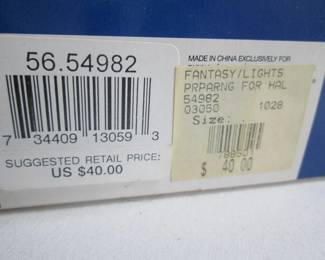 56.54982
7 34409 13059 3
SUGGESTED RETAIL PRICE:
US $40.00
MADE IN CHINA EXCLUSIVELY FOR
FANTASY/LIGHTS
PRPARNG FOR HAL
54982
03050 1028
Size:
$ 40.00